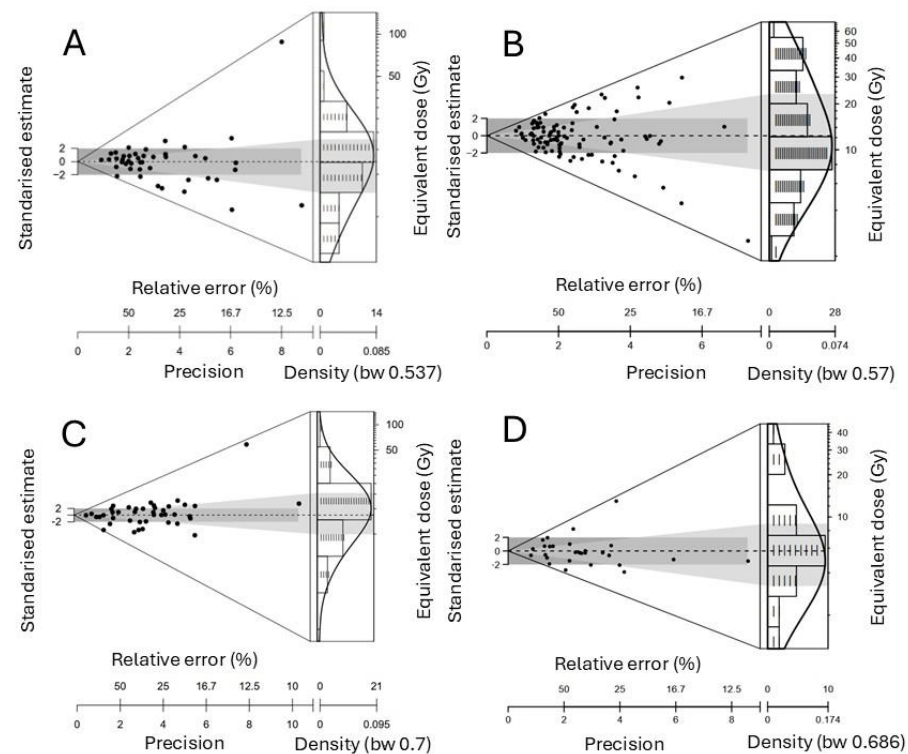 A
Standarised estimate
2
0
-2
100
50
Equivalent dose (Gy)
Relative error (%)
50 25 16.7 12.5
0 14
0 2 4 6 8
0 0.085
Precision
Density (bw 0.537)
B
Standarised estimate
2
0
-2
60
50
40
30
20
10
Equivalent dose (Gy)
Relative error (%)
50 25 16.7
0 28
0 2 4 6
0 0.074
Precision
Density (bw 0.57)
C
Standarised estimate
2
-2
100
50
Equivalent dose (Gy)
Relative error (%)
50 25 16.7 12.5 10
0 21
0 2 4 6 8 10
0 0.095
Precision
Density (bw 0.7)
D
Standarised estimate
2
0
-2
40
30
20
10
Equivalent dose (Gy)
Relative error (%)
50 25 16.7 12.5
0 10
0 2 4 6 8
0 0.174
Precision
Density (bw 0.686)